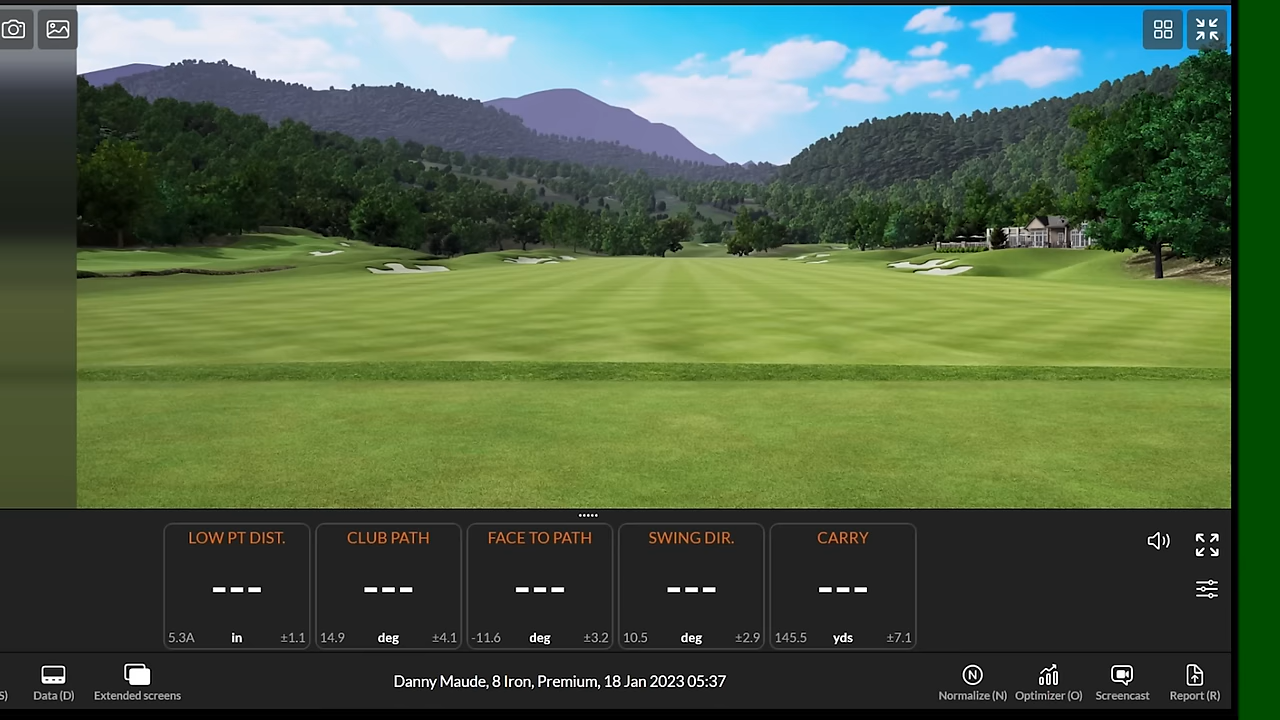 LOW PT DIST. CLUB PATH FACE TO PATH SWING DIR. CARRY
--- --- --- --- ---
5.3A in ±1.1 14.9 deg ±4.1 -11.6 deg ±3.2 10.5 deg ±2.9 145.5 yds ±7.1
S) Data (D) Extended screens Danny Maude, 8 Iron, Premium, 18 Jan 2023 05:37 N Normalize (N) Optimizer (O) Screencast Report (R)